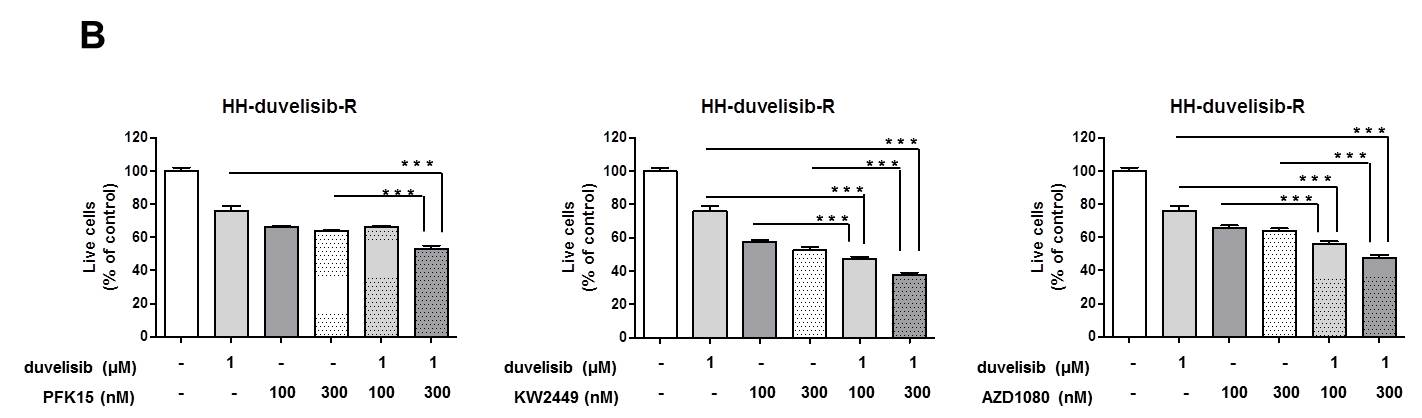 B
HH-duvelisib-R
120
100
80
60
40
20
0
Live cells
(% of control)
* * *
* * *
duvelisib (μM) - 1 - - 1 1
PFK15 (nM) - - 100 300 100 300
HH-duvelisib-R
120
100
80
60
40
20
0
Live cells
(% of control)
* * *
* * *
* * *
* * *
duvelisib (μM) - 1 - - 1 1
KW2449 (nM) - - 100 300 100 300
HH-duvelisib-R
120
100
80
60
40
20
0
Live cells
(% of control)
* * *
* * *
* * *
* * *
duvelisib (μM) - 1 - - 1 1
AZD1080 (nM) - - 100 300 100 300